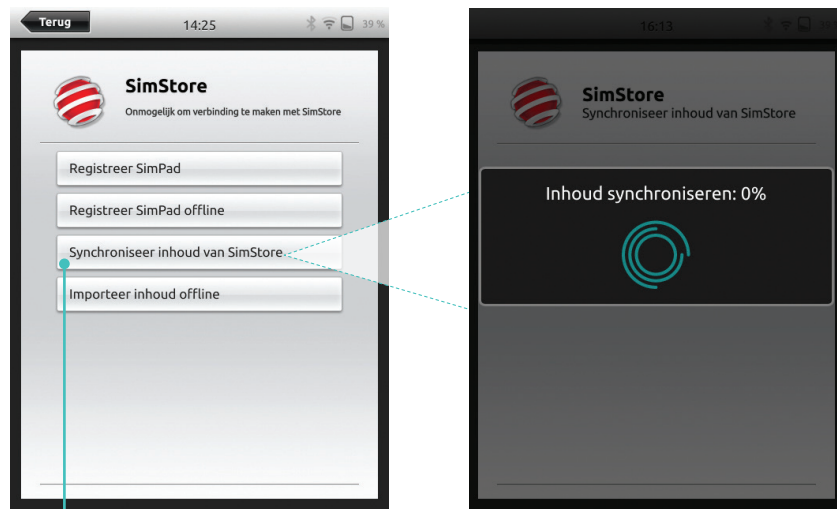 Terug
14:25
39 %
SimStore
Onmogelijk om verbinding te maken met SimStore
Registreer SimPad
Registreer SimPad offline
Synchroniseer inhoud van SimStore
Importeer inhoud offline
16:13
SimStore
Synchroniseer inhoud van SimStore
Inhoud synchroniseren: 0%